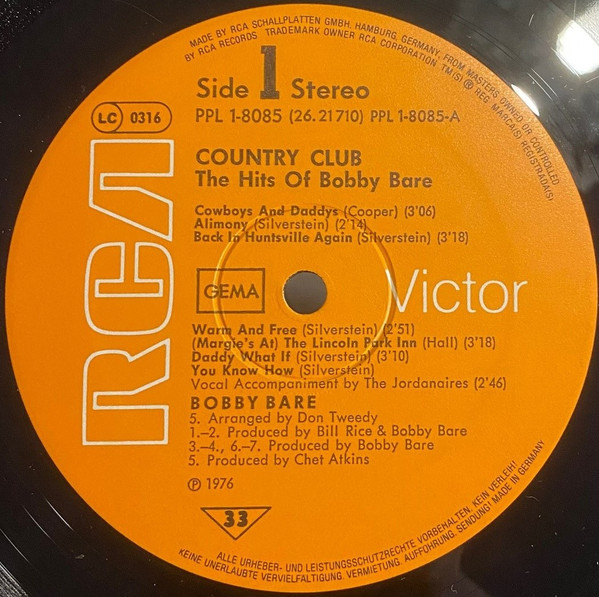 MADE BY RCA SCHALLPLATTEN GMBH, HAMBURG, GERMANY FROM MASTERS OWNED OR CONTROLLED
BY RCA RECORDS TRADEMARK OWNER RCA CORPORATION TM(S) ® REG. MARCA(S) REGISTRADA(S)
Side 1 Stereo
LC 0316
PPL 1-8085 (26.21710) PPL 1-8085-A
COUNTRY CLUB
The Hits Of Bobby Bare
Cowboys And Daddys (Cooper) (3'06)
Alimony (Silverstein) (2'14)
Back In Huntsville Again (Silverstein) (3'18)
RCA
GEMA
Victor
Warm And Free (Silverstein) (2'51)
(Margie's At) The Lincoln Park Inn (Hall) (3'18)
Daddy What If (Silverstein) (3'10)
You Know How (Silverstein)
Vocal Accompaniment by The Jordanaires (2'46)
BOBBY BARE
5. Arranged by Don Tweedy
1.-2. Produced by Bill Rice & Bobby Bare
3.-4., 6.-7. Produced by Bobby Bare
5. Produced by Chet Atkins
℗ 1976
33
ALLE URHEBER- UND LEISTUNGSSCHUTZRECHTE VORBEHALTEN. KEIN VERLEIH!
KEINE UNERLAUBTE VERVIELFÄLTIGUNG, VERMIETUNG, AUFFÜHRUNG, SENDUNG! MADE IN GERMANY